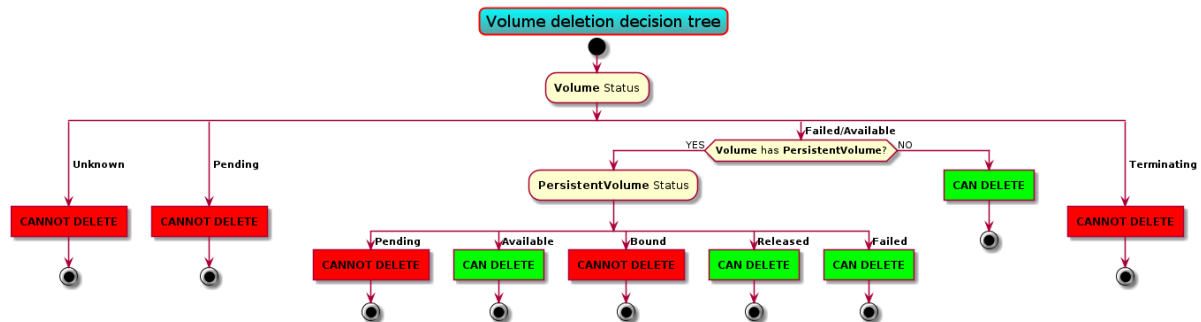 Volume deletion decision tree
Volume Status
Failed/Available
YES
Volume has PersistentVolume?
NO
Unknown
Pending
Terminating
PersistentVolume Status
CAN DELETE
CANNOT DELETE
CANNOT DELETE
CANNOT DELETE
Pending
Available
Bound
Released
Failed
CANNOT DELETE
CAN DELETE
CANNOT DELETE
CAN DELETE
CAN DELETE